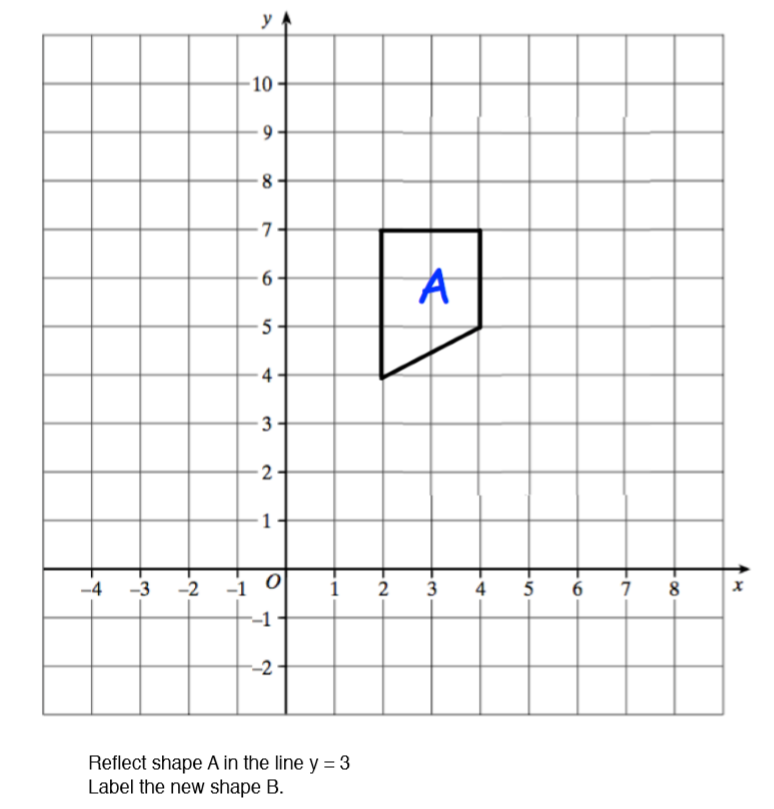 y
10
9
8
7
6
A
5
4
3
2
1
–4 –3 –2 –1 O 1 2 3 4 5 6 7 8 x
–1
–2
Reflect shape A in the line y = 3
Label the new shape B.